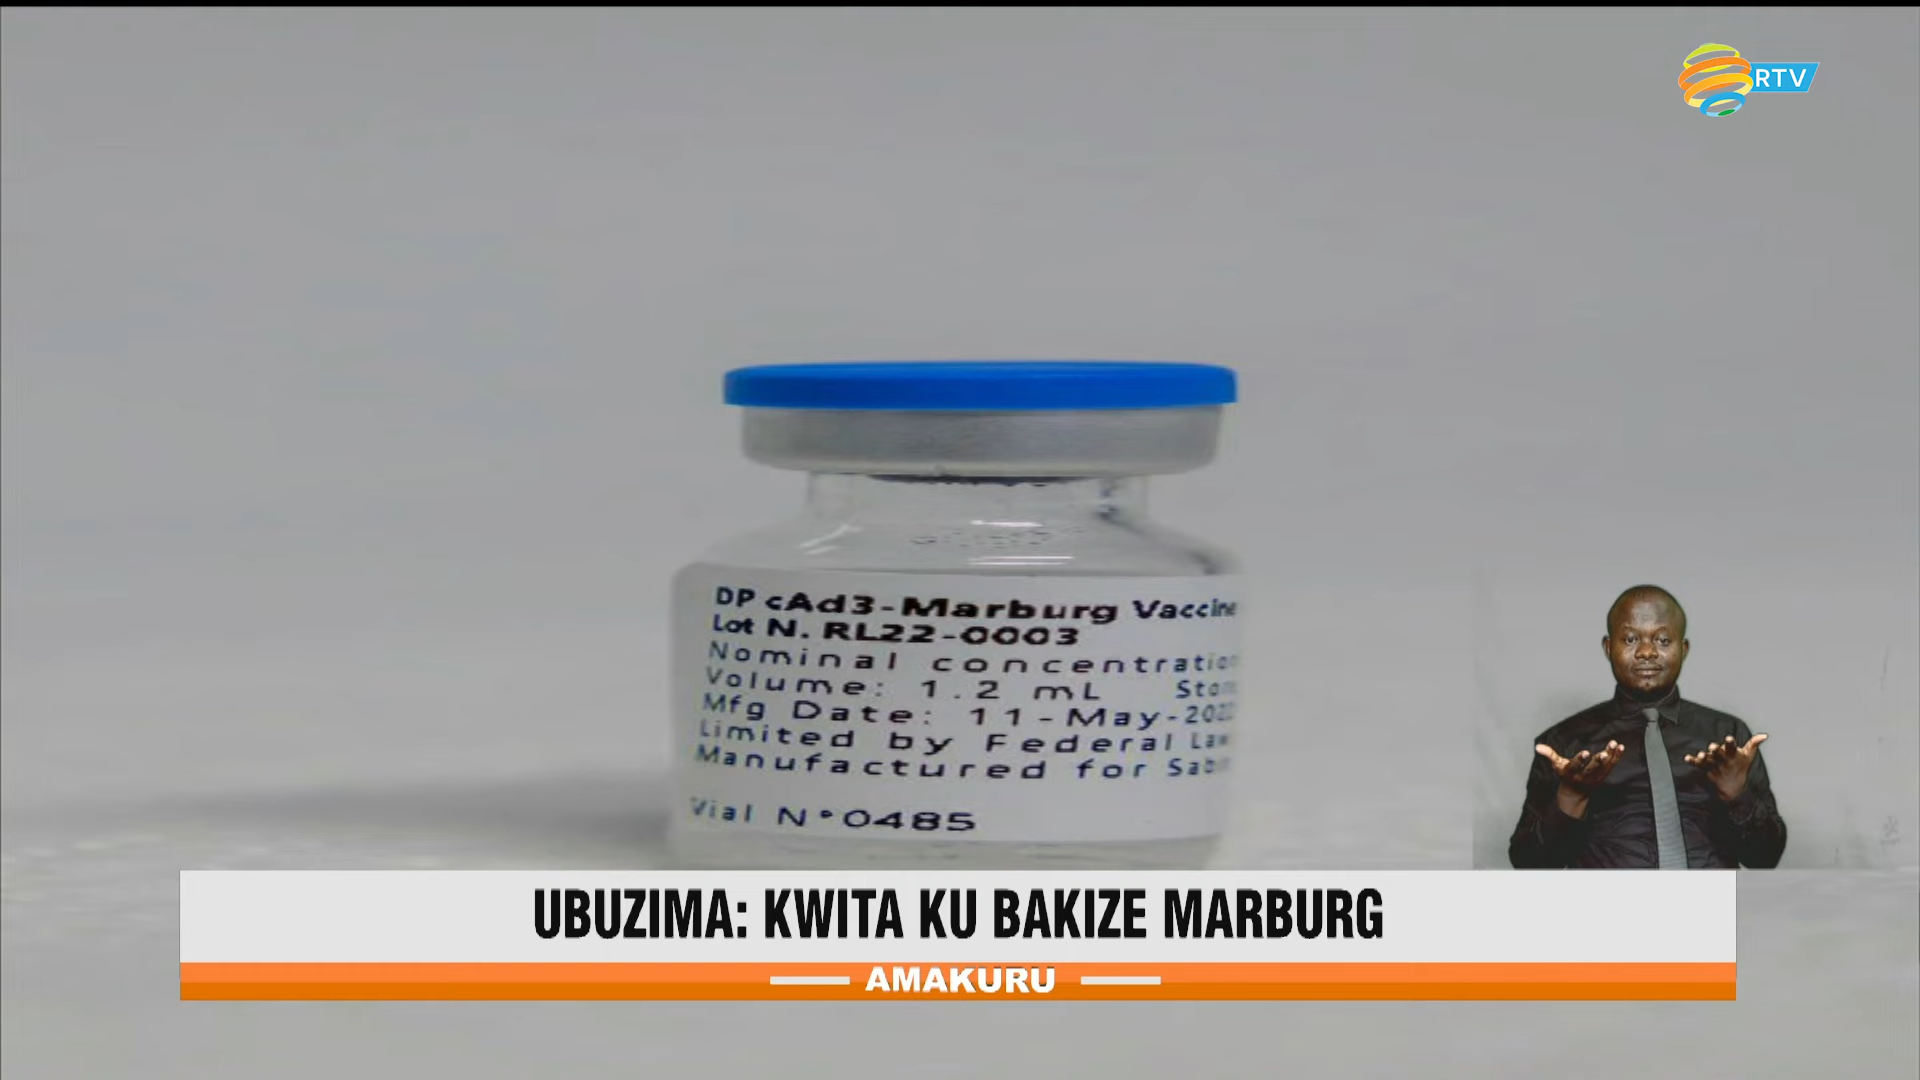 RTV
DP cAd3-Marburg Vaccine
Lot N. RL22-0003
Nominal concentration
Volume: 1.2 mL
Mfg Date: 11-May-2022
Limited by Federal Law
Manufactured for
Vial N°0485
UBUZIMA: KWITA KU BAKIZE MARBURG
AMAKURU